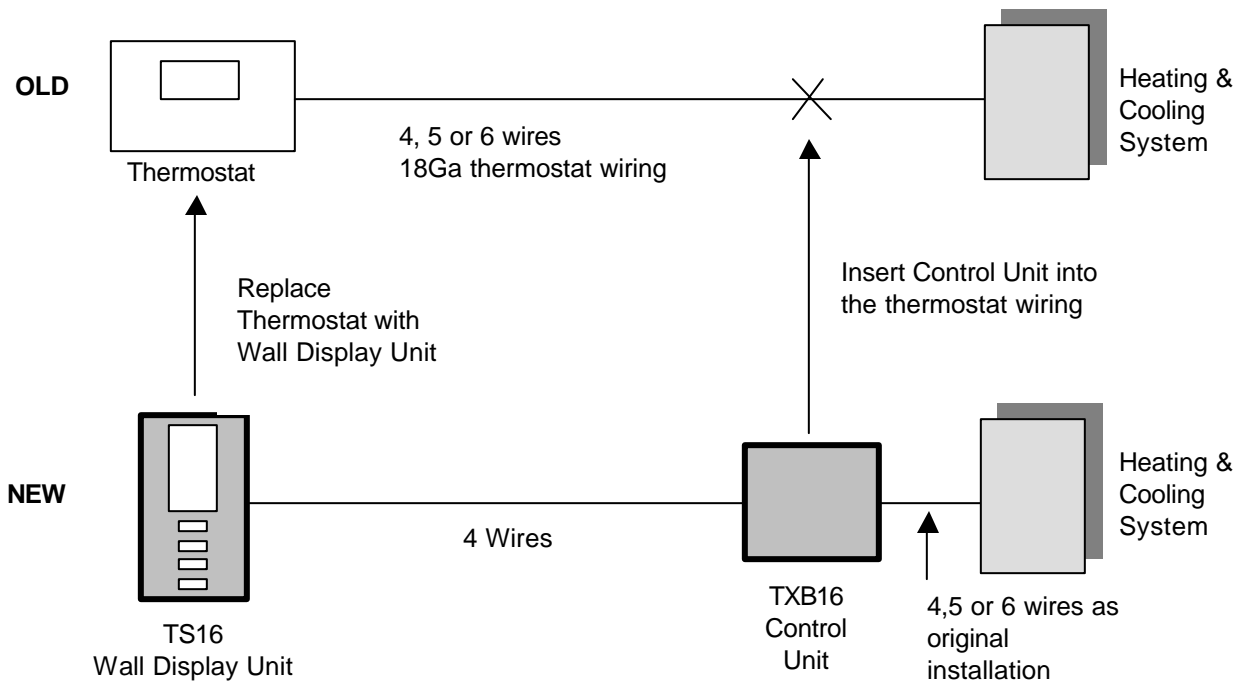 OLD
Thermostat
4, 5 or 6 wires
18Ga thermostat wiring
Heating &
Cooling
System
Replace
Thermostat with
Wall Display Unit
Insert Control Unit into
the thermostat wiring
NEW
TS16
Wall Display Unit
4 Wires
TXB16
Control
Unit
4,5 or 6 wires as
original
installation
Heating &
Cooling
System